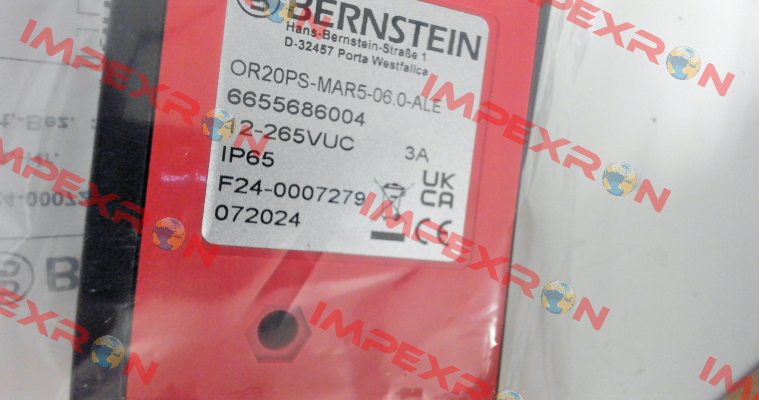 BERNSTEIN
Hans-Bernstein-Straße 1
D-32457 Porta Westfalica
OR20PS-MAR5-06.0-ALE
6655686004
12-265VUC 3A
IP65
F24-0007279
072024
UK
CA
CE
t.-Bez. :
IMPEXRON
IMPEXRON
IMPEXRON
IMPEXRON
IMPEXRON
IMPEXRON